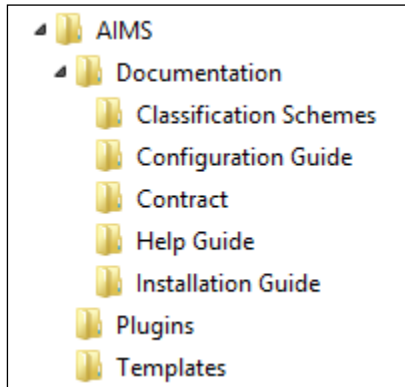 AIMS
Documentation
Classification Schemes
Configuration Guide
Contract
Help Guide
Installation Guide
Plugins
Templates